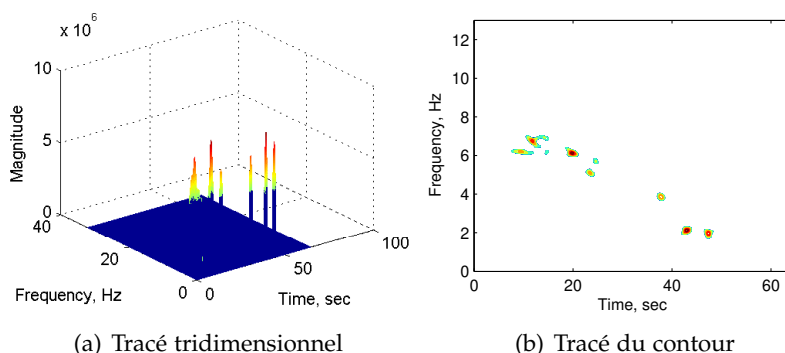 x 10^6
10
5
0
Magnitude
40
20
0
Frequency, Hz
0
50
100
Time, sec
(a) Tracé tridimensionnel
12
10
8
6
4
2
0
Frequency, Hz
0
20
40
60
Time, sec
(b) Tracé du contour